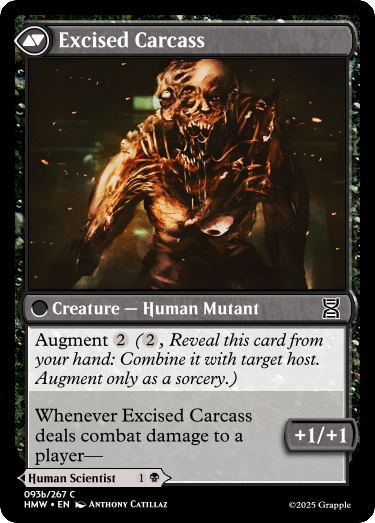 Excised Carcass
Creature — Human Mutant
Augment 2 (2, Reveal this card from
your hand: Combine it with target host.
Augment only as a sorcery.)
Whenever Excised Carcass
deals combat damage to a
player—
+1/+1
Human Scientist 1
093b/267 C
HMW • EN Anthony Catillaz
©2025 Grapple